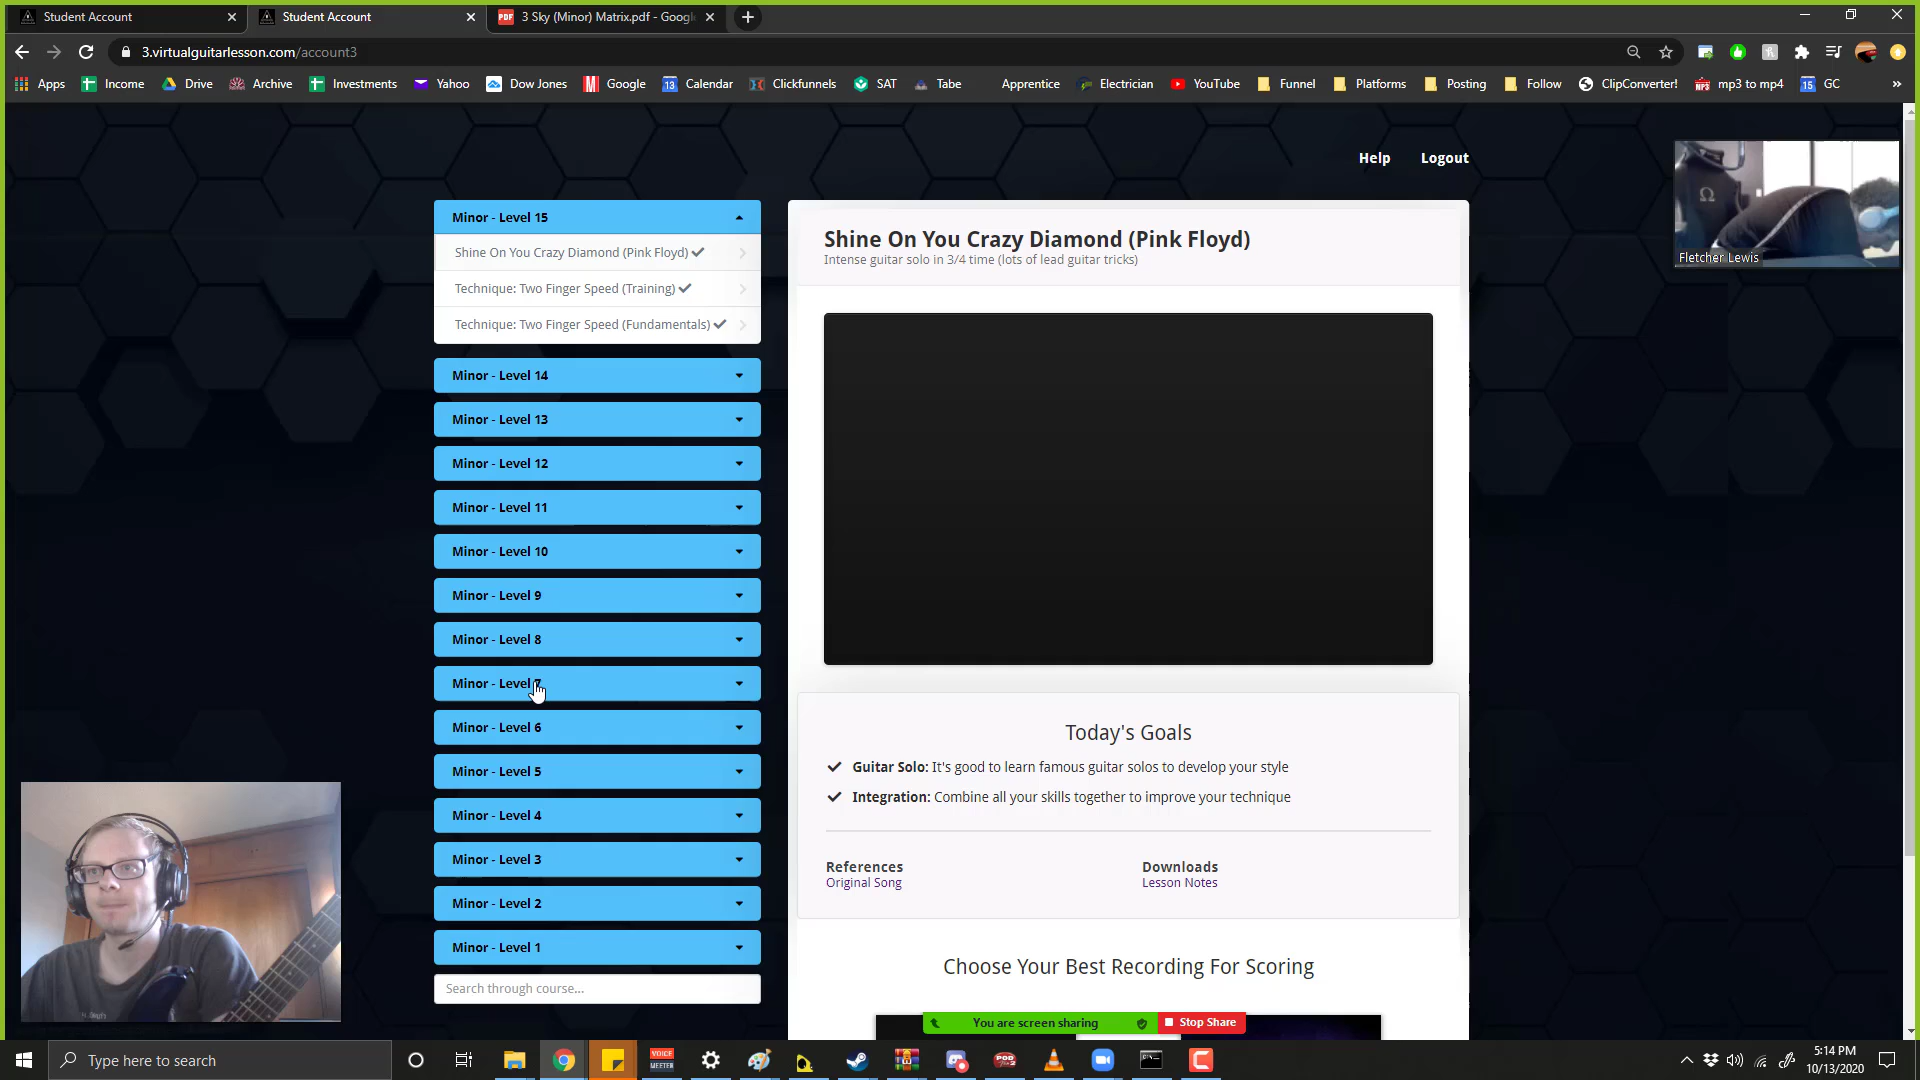 Student Account
Student Account
3 Sky (Minor) Matrix.pdf - Googl
3.virtualguitarlesson.com/account3
Apps
Income
Drive
Archive
Investments
Yahoo
Dow Jones
Google
Calendar
Clickfunnels
SAT
Tabe
Apprentice
Electrician
YouTube
Funnel
Platforms
Posting
Follow
ClipConverter!
mp3 to mp4
GC
Help
Logout
Fletcher Lewis
Minor - Level 15
Shine On You Crazy Diamond (Pink Floyd)
Technique: Two Finger Speed (Training)
Technique: Two Finger Speed (Fundamentals)
Minor - Level 14
Minor - Level 13
Minor - Level 12
Minor - Level 11
Minor - Level 10
Minor - Level 9
Minor - Level 8
Minor - Level 7
Minor - Level 6
Minor - Level 5
Minor - Level 4
Minor - Level 3
Minor - Level 2
Minor - Level 1
Search through course...
Shine On You Crazy Diamond (Pink Floyd)
Intense guitar solo in 3/4 time (lots of lead guitar tricks)
Today's Goals
Guitar Solo: It's good to learn famous guitar solos to develop your style
Integration: Combine all your skills together to improve your technique
References
Original Song
Downloads
Lesson Notes
Choose Your Best Recording For Scoring
You are screen sharing
Stop Share
Type here to search
5:14 PM
10/13/2020